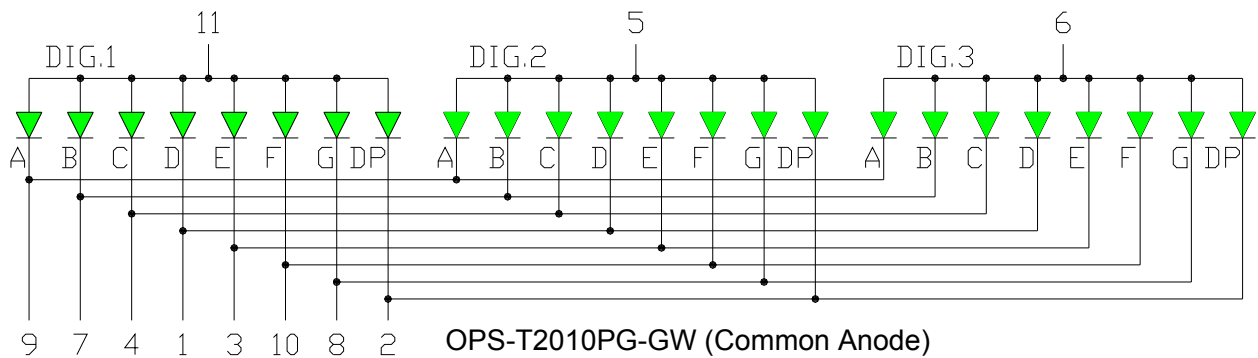 11 5 6
DIG.1 DIG.2 DIG.3
A B C D E F G DP A B C D E F G DP A B C D E F G DP
9 7 4 1 3 10 8 2 OPS-T2010PG-GW (Common Anode)